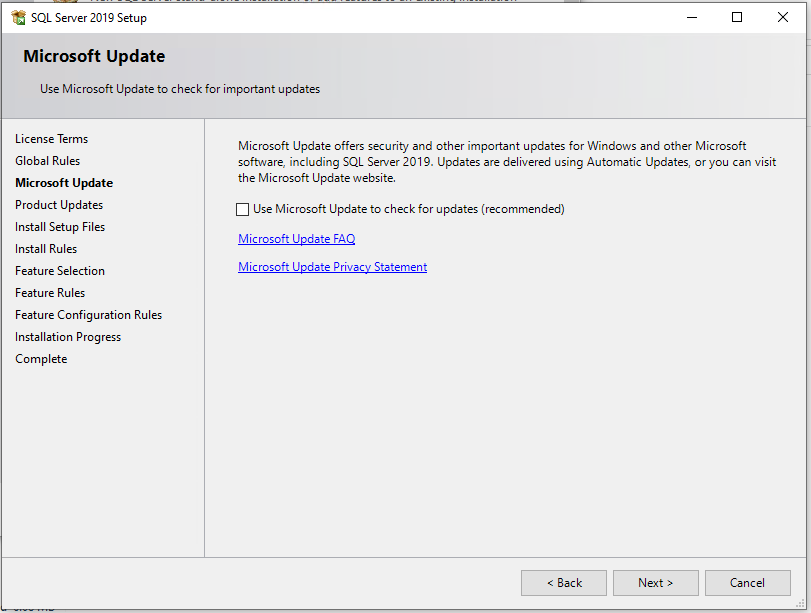 SQL Server 2019 Setup
Microsoft Update
Use Microsoft Update to check for important updates
License Terms
Global Rules
Microsoft Update
Product Updates
Install Setup Files
Install Rules
Feature Selection
Feature Rules
Feature Configuration Rules
Installation Progress
Complete
Microsoft Update offers security and other important updates for Windows and other Microsoft
software, including SQL Server 2019. Updates are delivered using Automatic Updates, or you can visit
the Microsoft Update website.
Use Microsoft Update to check for updates (recommended)
Microsoft Update FAQ
Microsoft Update Privacy Statement
< Back
Next >
Cancel